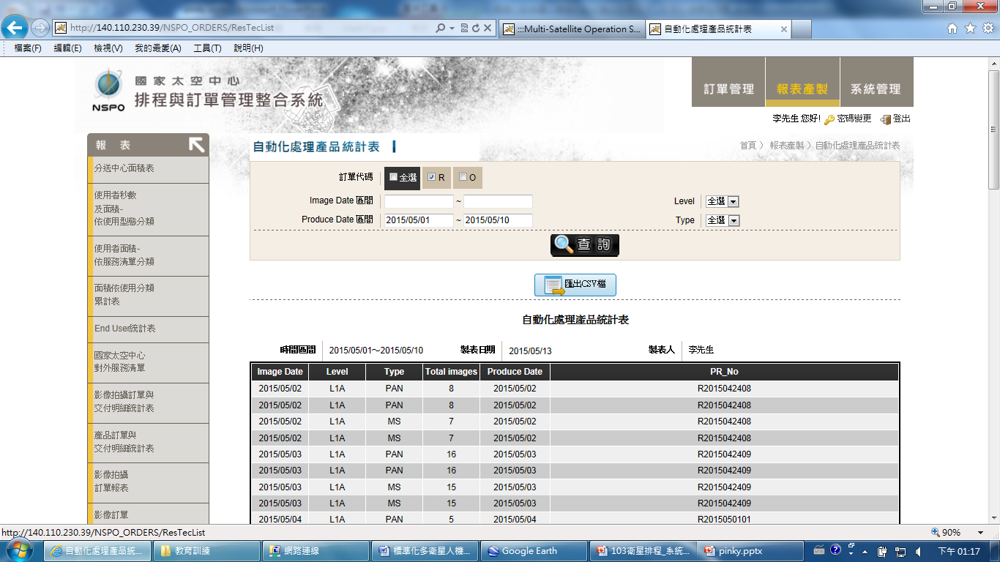 http://140.110.230.39/NSPO_ORDERS/ResTecList
:::Multi-Satellite Operation S...
自動化處理產品統計表
檔案(F) 編輯(E) 檢視(V) 我的最愛(A) 工具(T) 說明(H)
NSPO
國家太空中心
排程與訂單管理整合系統
訂單管理 報表產製 系統管理
李先生 您好! 密碼變更 登出
報 表
分送中心面積表
使用者秒數
及面積-
依使用型態分類
使用者面積-
依服務清單分類
面積依使用分類
累計表
End User統計表
國家太空中心
對外服務清單
影像拍攝訂單與
交付明細統計表
產品訂單與
交付明細統計表
影像拍攝
訂單報表
影像訂單
自動化處理產品統計表
首頁 〉 報表產製 〉自動化處理產品統計表
訂單代碼 全選 R O
Image Date 區間 ~ Level 全選
Produce Date 區間 2015/05/01 ~ 2015/05/10 Type 全選
查 詢
匯出CSV檔
自動化處理產品統計表
時間區間 2015/05/01～2015/05/10 製表日期 2015/05/13 製表人 李先生
Image Date Level Type Total images Produce Date PR_No
2015/05/02 L1A PAN 8 2015/05/02 R2015042408
2015/05/02 L1A PAN 8 2015/05/02 R2015042408
2015/05/02 L1A MS 7 2015/05/02 R2015042408
2015/05/02 L1A MS 7 2015/05/02 R2015042408
2015/05/03 L1A PAN 16 2015/05/03 R2015042409
2015/05/03 L1A PAN 16 2015/05/03 R2015042409
2015/05/03 L1A MS 15 2015/05/03 R2015042409
2015/05/03 L1A MS 15 2015/05/03 R2015042409
2015/05/04 L1A PAN 5 2015/05/04 R2015050101
http://140.110.230.39/NSPO_ORDERS/ResTecList
90%
自動化處理產品統... 教育訓練 網路連線 標準化多衛星人機... Google Earth 103衛星排程_系統... pinky.pptx 下午 01:17